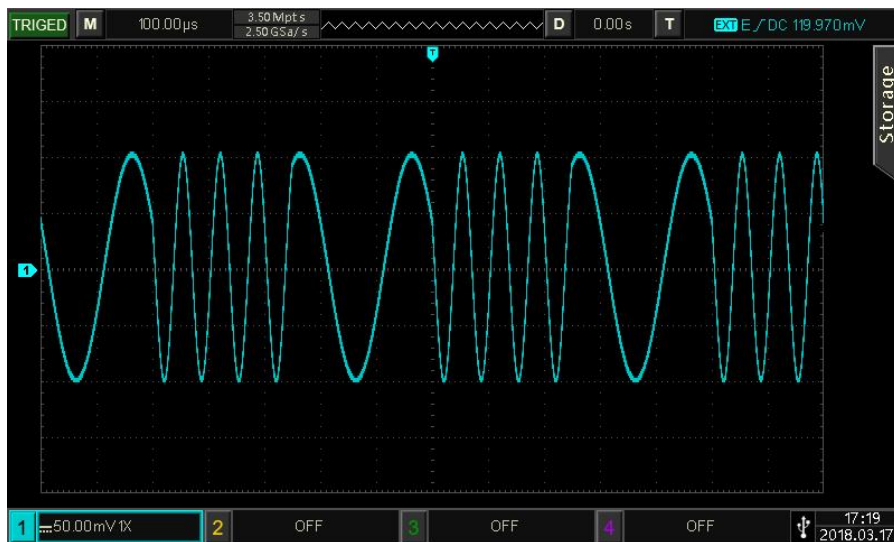 TRIGED M 100.00µs 3.50Mpts D 0.00s T EXT E DC 119.970mV
2.50GSa/s
T
Storage
1
1 50.00mV 1X 2 OFF 3 OFF 4 OFF 17:19
2018.03.17